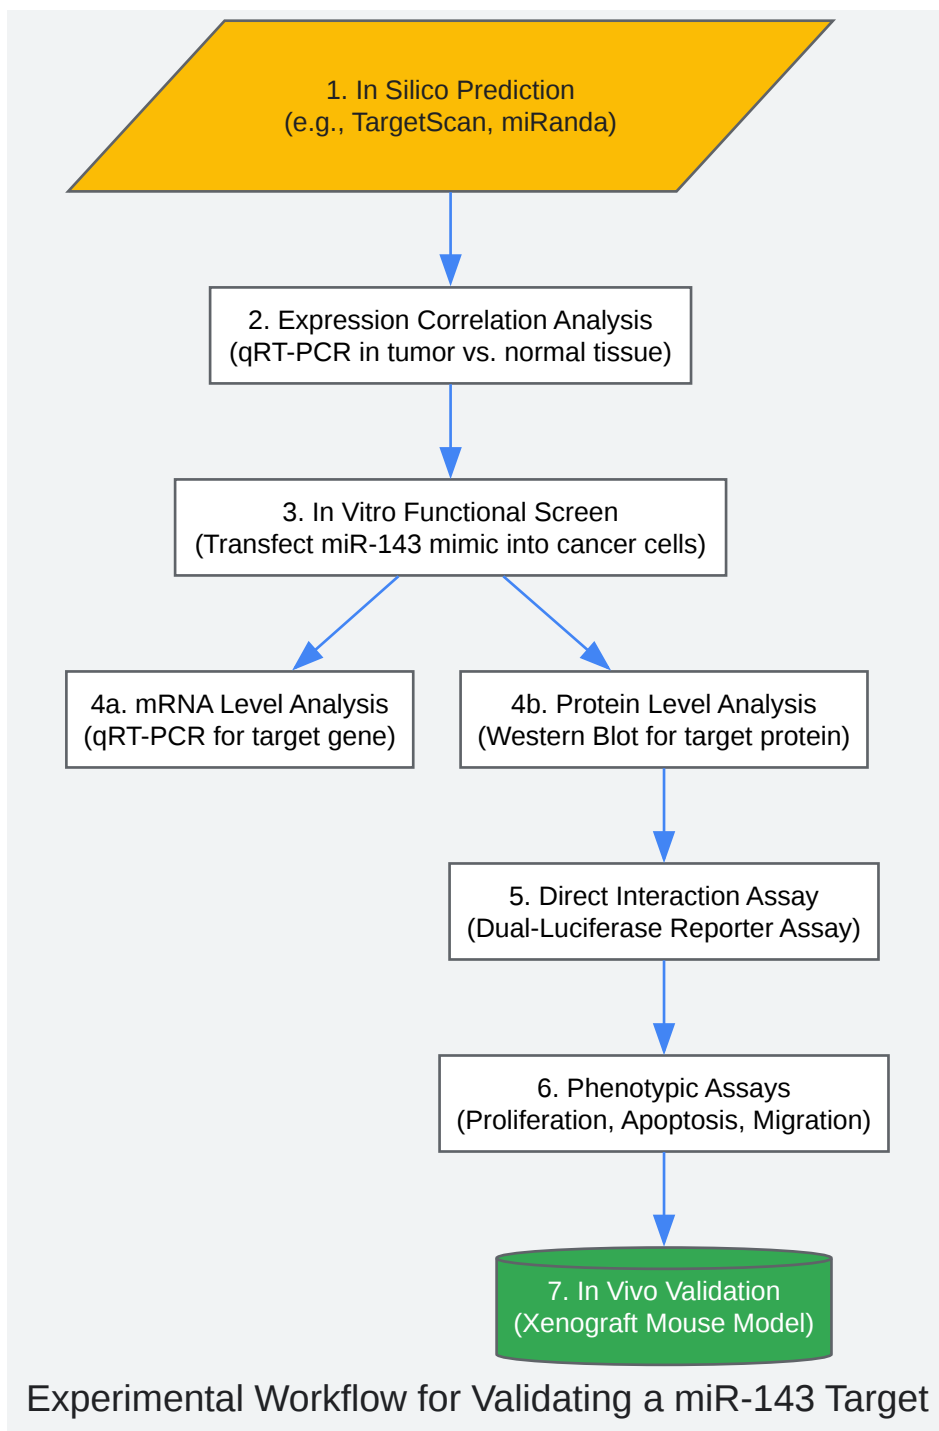 1. In Silico Prediction
(e.g., TargetScan, miRanda)
2. Expression Correlation Analysis
(qRT-PCR in tumor vs. normal tissue)
3. In Vitro Functional Screen
(Transfect miR-143 mimic into cancer cells)
4a. mRNA Level Analysis
(qRT-PCR for target gene)
4b. Protein Level Analysis
(Western Blot for target protein)
5. Direct Interaction Assay
(Dual-Luciferase Reporter Assay)
6. Phenotypic Assays
(Proliferation, Apoptosis, Migration)
7. In Vivo Validation
(Xenograft Mouse Model)
Experimental Workflow for Validating a miR-143 Target